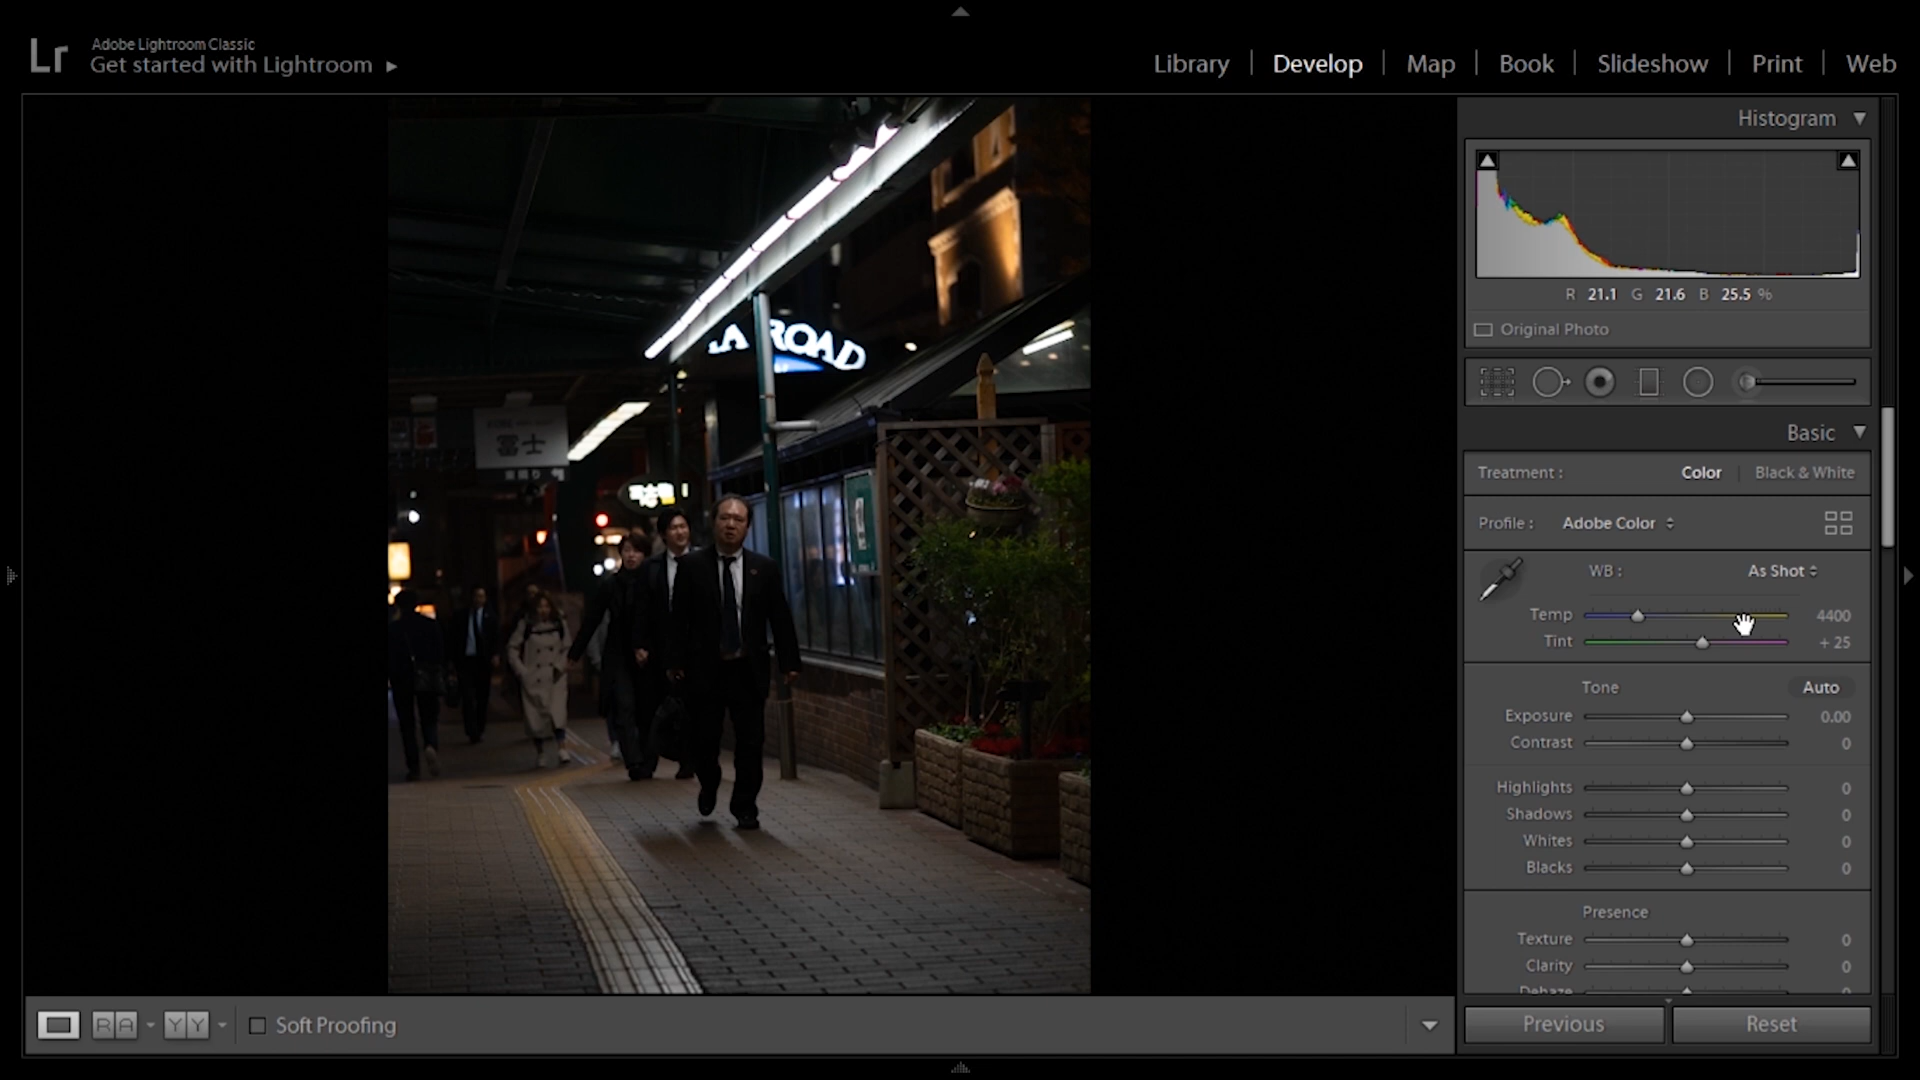 Lr
Adobe Lightroom Classic
Get started with Lightroom
Library
Develop
Map
Book
Slideshow
Print
Web
Histogram
R 21.1 G 21.6 B 25.5 %
Original Photo
Basic
Treatment : Color Black & White
Profile : Adobe Color
WB : As Shot
Temp 4400
Tint + 25
Tone Auto
Exposure 0.00
Contrast 0
Highlights 0
Shadows 0
Whites 0
Blacks 0
Presence
Texture 0
Clarity 0
Dehaze 0
ROAD
富士
Soft Proofing
Previous
Reset